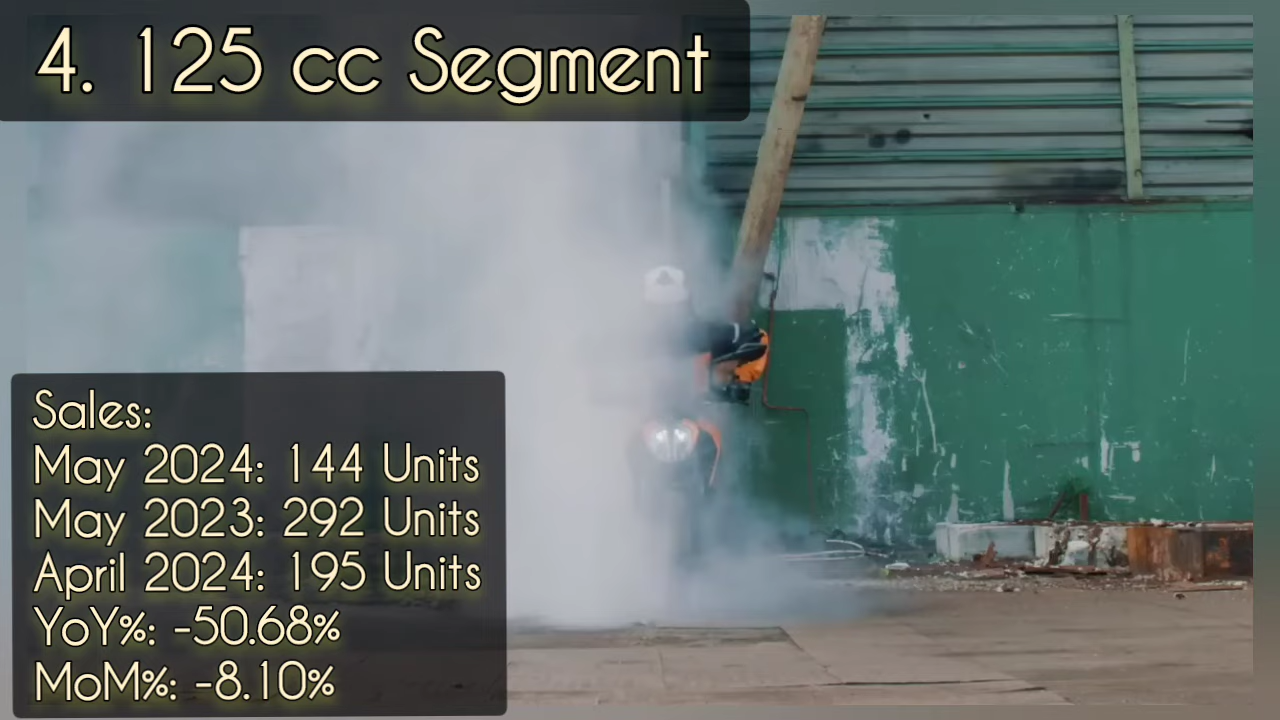 4. 125 cc Segment
Sales:
May 2024: 144 Units
May 2023: 292 Units
April 2024: 195 Units
YoY%: -50.68%
MoM%: -8.10%